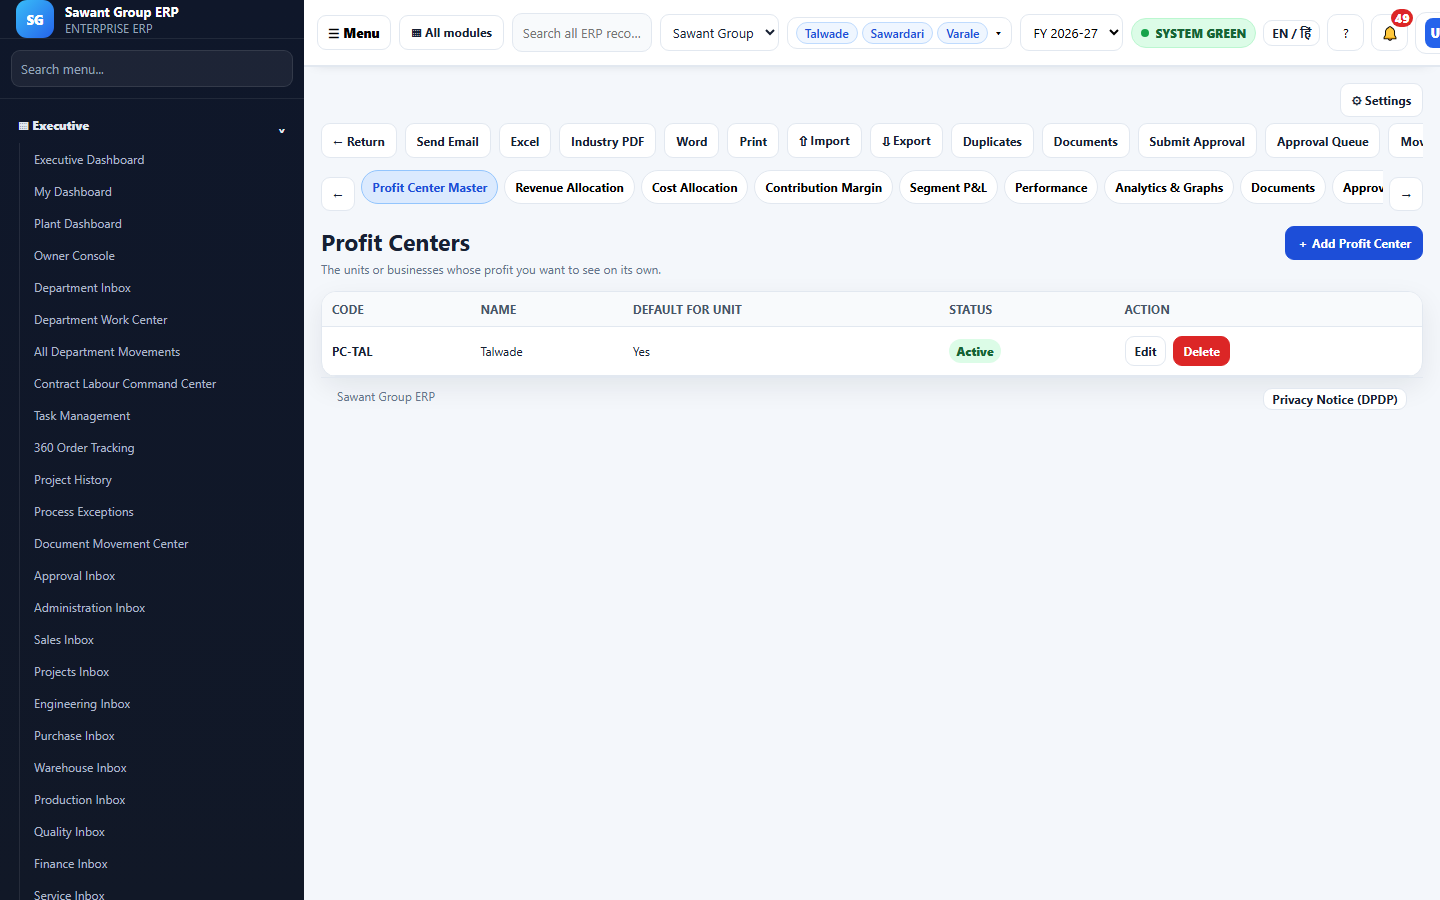 SG
Sawant Group ERP
ENTERPRISE ERP
Search menu...
Executive
Executive Dashboard
My Dashboard
Plant Dashboard
Owner Console
Department Inbox
Department Work Center
All Department Movements
Contract Labour Command Center
Task Management
360 Order Tracking
Project History
Process Exceptions
Document Movement Center
Approval Inbox
Administration Inbox
Sales Inbox
Projects Inbox
Engineering Inbox
Purchase Inbox
Warehouse Inbox
Production Inbox
Quality Inbox
Finance Inbox
Service Inbox
☰ Menu
All modules
Search all ERP reco...
Sawant Group
Talwade Sawardari Varale
FY 2026-27
SYSTEM GREEN
EN / हिं
?
49
U
⚙ Settings
← Return
Send Email
Excel
Industry PDF
Word
Print
⇧ Import
⇩ Export
Duplicates
Documents
Submit Approval
Approval Queue
Mov
←
Profit Center Master
Revenue Allocation
Cost Allocation
Contribution Margin
Segment P&L
Performance
Analytics & Graphs
Documents
Approv
→
Profit Centers
+ Add Profit Center
The units or businesses whose profit you want to see on its own.
CODE NAME DEFAULT FOR UNIT STATUS ACTION
PC-TAL Talwade Yes Active Edit Delete
Sawant Group ERP
Privacy Notice (DPDP)